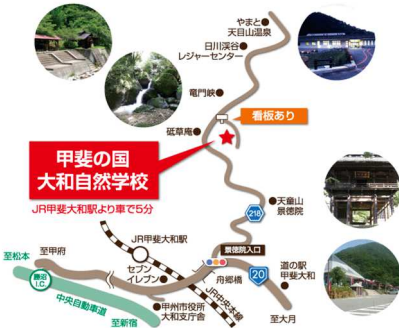 やまと
天目山温泉
日川渓谷
レジャーセンター
竜門峡
看板あり
砥草庵
甲斐の国
大和自然学校
JR甲斐大和駅より車で5分
天童山
景徳院
218
至松本
至甲府
JR甲斐大和駅
景徳院入口
道の駅
甲斐大和
20
勝沼
I.C.
セブン
イレブン
舟郷橋
JR中央本線
中央自動車道
甲州市役所
大和支庁舎
至大月
至新宿